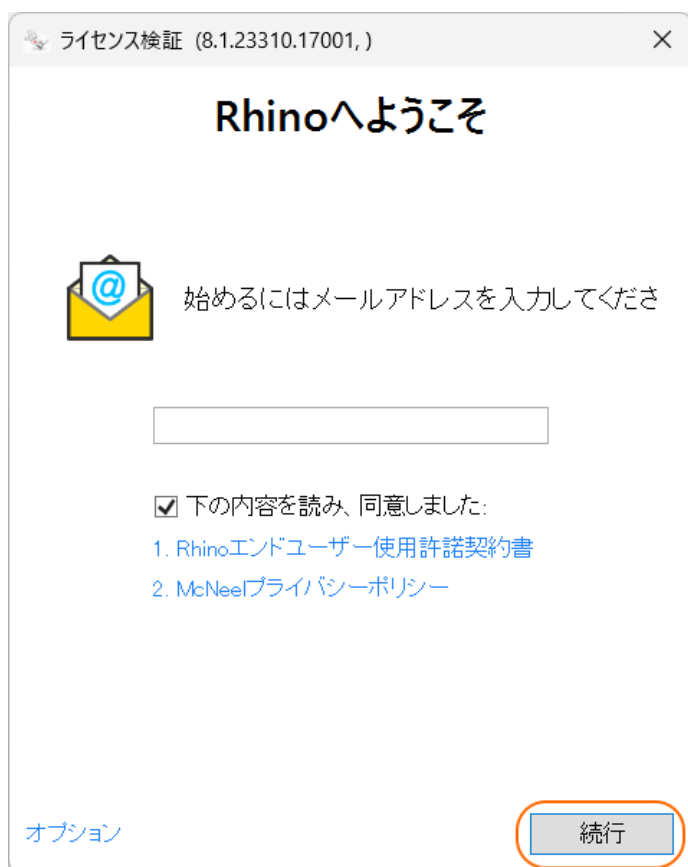 ライセンス検証 (8.1.23310.17001, )
Rhinoへようこそ
@
始めるにはメールアドレスを入力してくださ
下の内容を読み、同意しました:
1. Rhinoエンドユーザー使用許諾契約書
2. McNeelプライバシーポリシー
オプション
続行